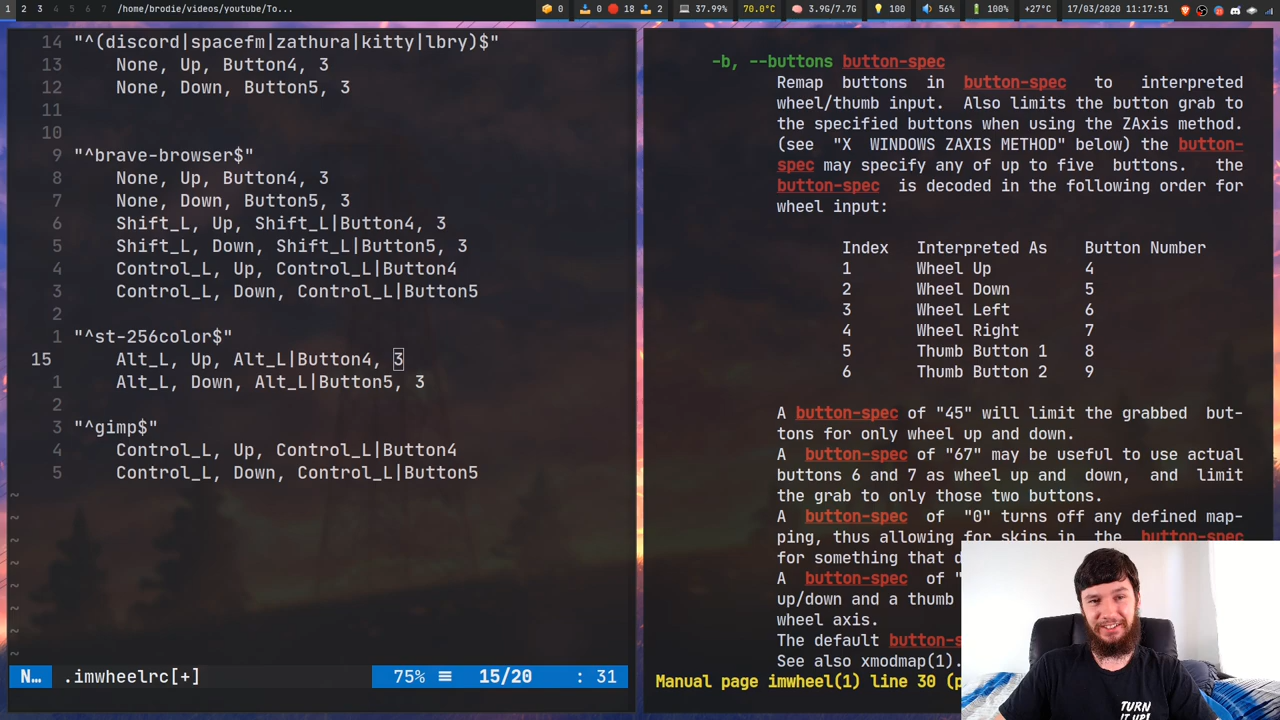 1 2 3 4 5 6 7 /home/brodie/videos/youtube/To... 0 0 18 2 37.99% 70.0°C 3.9G/7.7G 100 56% 100% +27°C 17/03/2020 11:17:51
14 "^(discord|spacefm|zathura|kitty|lbry)$"
13 None, Up, Button4, 3
12 None, Down, Button5, 3
11
10
9 "^brave-browser$"
8 None, Up, Button4, 3
7 None, Down, Button5, 3
6 Shift_L, Up, Shift_L|Button4, 3
5 Shift_L, Down, Shift_L|Button5, 3
4 Control_L, Up, Control_L|Button4
3 Control_L, Down, Control_L|Button5
2
1 "^st-256color$"
15 Alt_L, Up, Alt_L|Button4, 3
1 Alt_L, Down, Alt_L|Button5, 3
2
3 "^gimp$"
4 Control_L, Up, Control_L|Button4
5 Control_L, Down, Control_L|Button5
~
~
~
~
~
~
~
N… .imwheelrc[+] 75% ≡ 15/20 : 31
-b, --buttons button-spec
Remap buttons in button-spec to interpreted
wheel/thumb input. Also limits the button grab to
the specified buttons when using the ZAxis method.
(see "X WINDOWS ZAXIS METHOD" below) the button-
spec may specify any of up to five buttons. the
button-spec is decoded in the following order for
wheel input:
Index Interpreted As Button Number
1 Wheel Up 4
2 Wheel Down 5
3 Wheel Left 6
4 Wheel Right 7
5 Thumb Button 1 8
6 Thumb Button 2 9
A button-spec of "45" will limit the grabbed but-
tons for only wheel up and down.
A button-spec of "67" may be useful to use actual
buttons 6 and 7 as wheel up and down, and limit
the grab to only those two buttons.
A button-spec of "0" turns off any defined map-
ping, thus allowing for skips in the button-spec
for something that d
A button-spec of "
up/down and a thumb
wheel axis.
The default button-s
See also xmodmap(1).
Manual page imwheel(1) line 30 (p
TURN
IT UP!